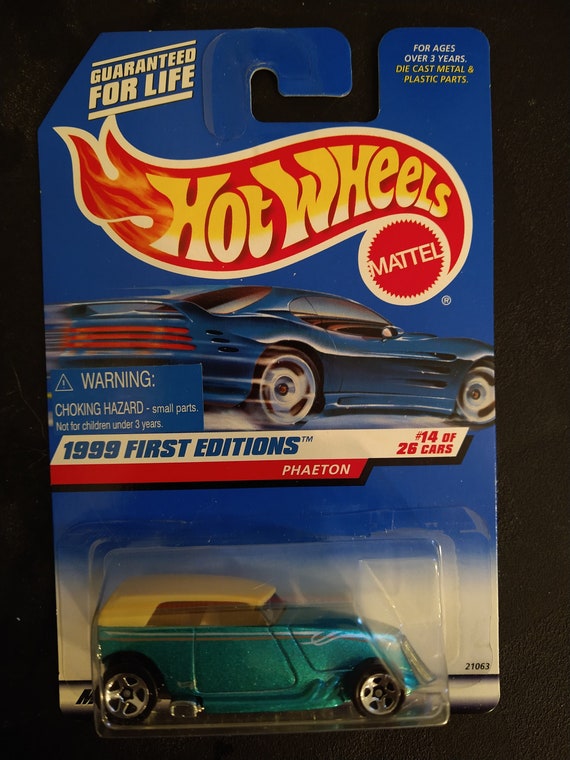 GUARANTEED
FOR LIFE
FOR AGES
OVER 3 YEARS.
DIE CAST METAL &
PLASTIC PARTS.
HOT WHEELS
MATTEL
®
⚠ WARNING:
CHOKING HAZARD - small parts.
Not for children under 3 years.
1999 FIRST EDITIONS™
#14 OF
26 CARS
PHAETON
21063